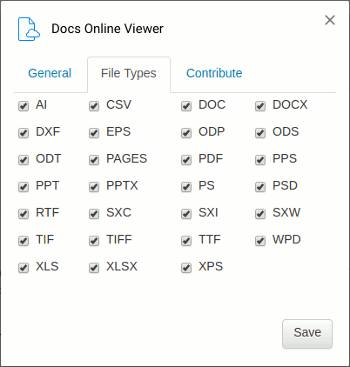 Docs Online Viewer
×
General File Types Contribute
AI CSV DOC DOCX
DXF EPS ODP ODS
ODT PAGES PDF PPS
PPT PPTX PS PSD
RTF SXC SXI SXW
TIF TIFF TTF WPD
XLS XLSX XPS
Save